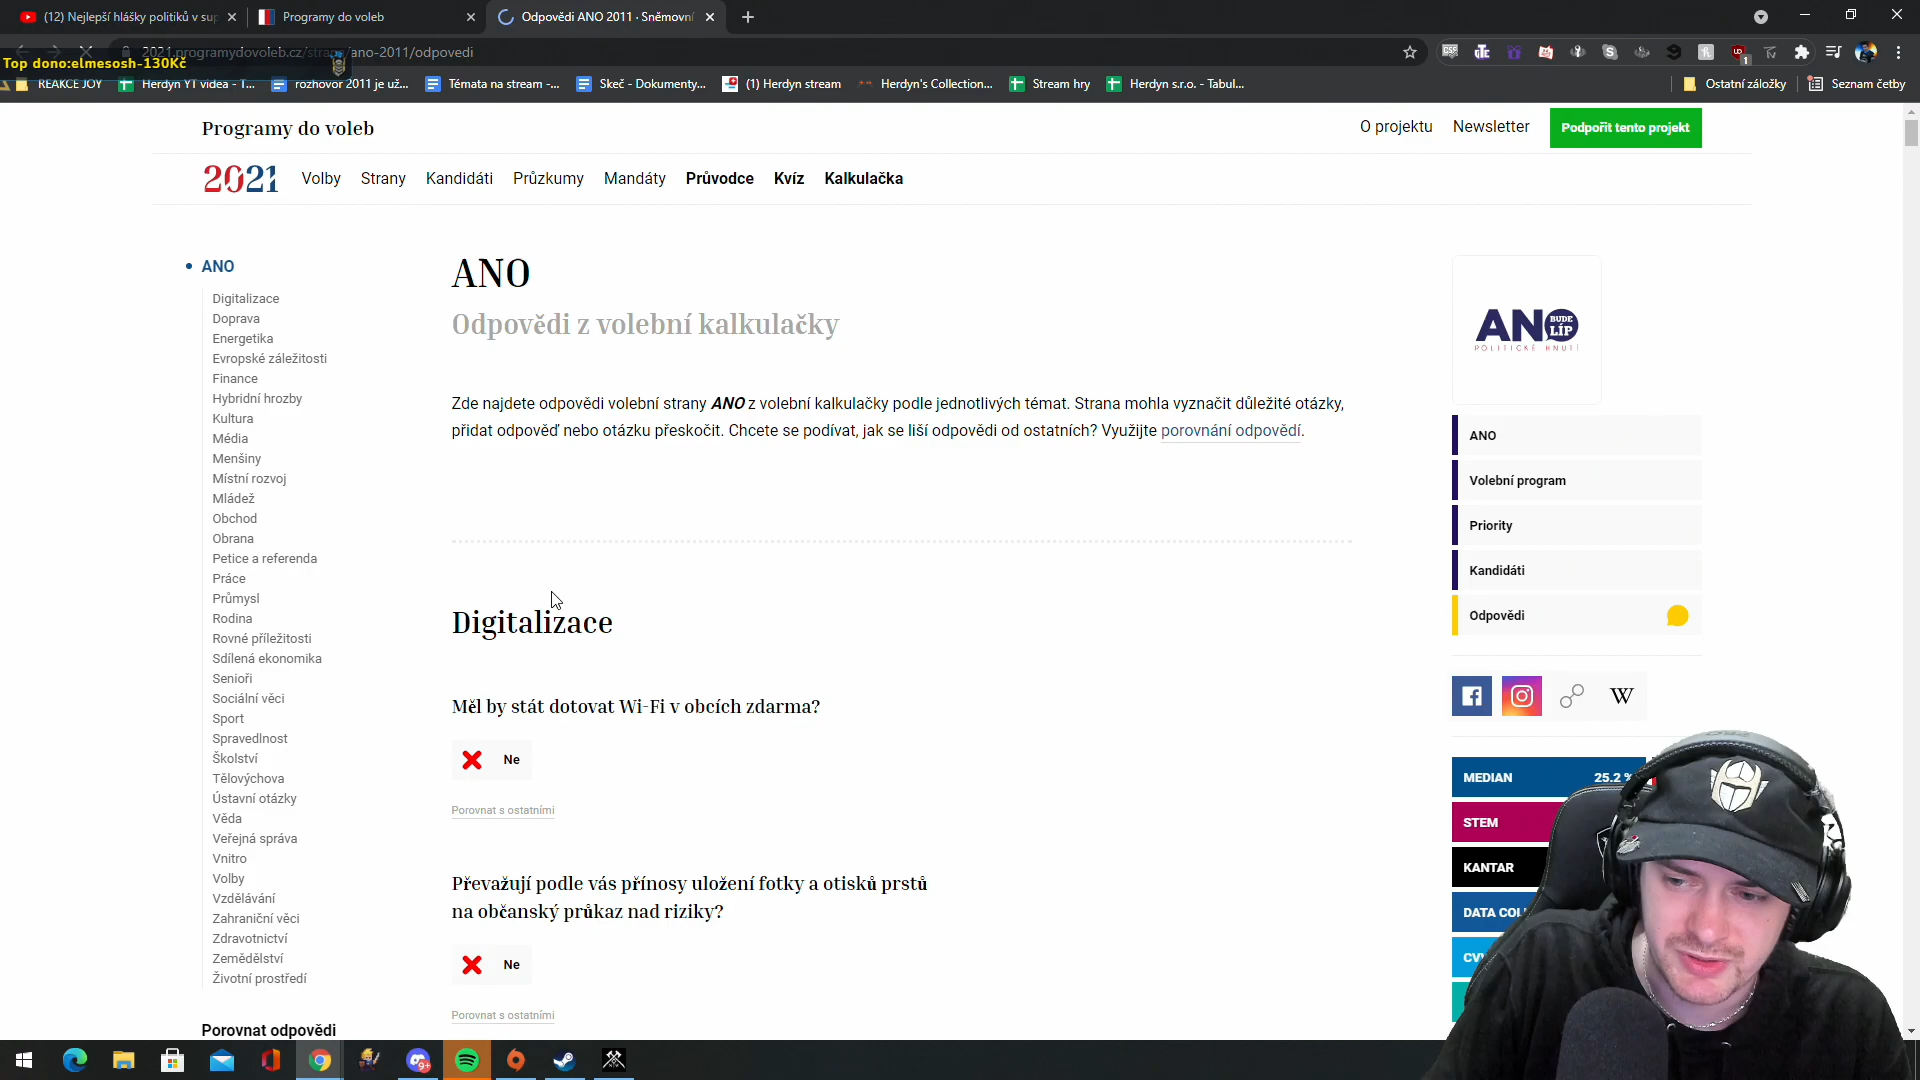 (12) Nejlepší hlášky politiků v sup
Programy do voleb
Odpovědi ANO 2011 · Sněmovní
2021.programydovoleb.cz/strana/ano-2011/odpovedi
Top dono:elmesosh-130Kč
REAKCE JOY
Herdyn YT videa - T...
rozhovor 2011 je už...
Témata na stream -...
Skeč - Dokumenty...
(1) Herdyn stream
Herdyn's Collection...
Stream hry
Herdyn s.r.o. - Tabul...
Ostatní záložky
Seznam četby
Programy do voleb
O projektu
Newsletter
Podpořit tento projekt
2021
Volby
Strany
Kandidáti
Průzkumy
Mandáty
Průvodce
Kvíz
Kalkulačka
ANO
Digitalizace
Doprava
Energetika
Evropské záležitosti
Finance
Hybridní hrozby
Kultura
Média
Menšiny
Místní rozvoj
Mládež
Obchod
Obrana
Petice a referenda
Práce
Průmysl
Rodina
Rovné příležitosti
Sdílená ekonomika
Senioři
Sociální věci
Sport
Spravedlnost
Školství
Tělovýchova
Ústavní otázky
Věda
Veřejná správa
Vnitro
Volby
Vzdělávání
Zahraniční věci
Zdravotnictví
Zemědělství
Životní prostředí
Porovnat odpovědi
ANO
Odpovědi z volební kalkulačky
Zde najdete odpovědi volební strany ANO z volební kalkulačky podle jednotlivých témat. Strana mohla vyznačit důležité otázky,
přidat odpověď nebo otázku přeskočit. Chcete se podívat, jak se liší odpovědi od ostatních? Využijte porovnání odpovědí.
Digitalizace
Měl by stát dotovat Wi-Fi v obcích zdarma?
Ne
Porovnat s ostatními
Převažují podle vás přínosy uložení fotky a otisků prstů
na občanský průkaz nad riziky?
Ne
Porovnat s ostatními
ANO
BUDE
LÍP
POLITICKÉ HNUTÍ
ANO
Volební program
Priority
Kandidáti
Odpovědi
W
MEDIAN
25.2 %
STEM
KANTAR
DATA COL
CV
9+